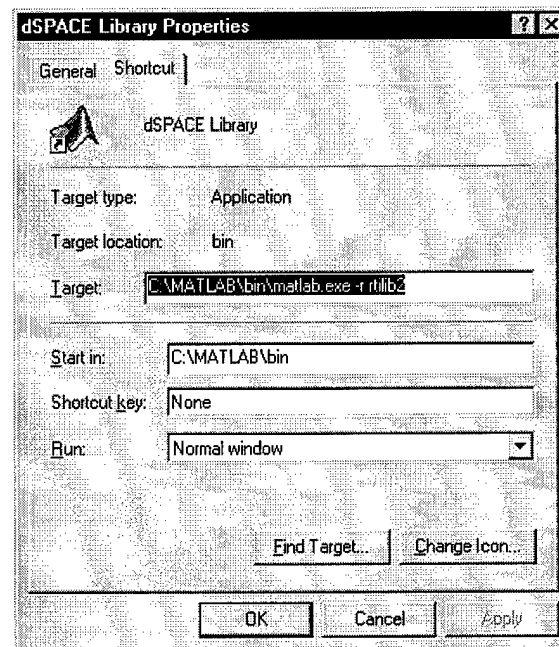 dSPACE Library Properties
General Shortcut
dSPACE Library
Target type: Application
Target location: bin
Target: C:\MATLAB\bin\matlab.exe -r rtilib2
Start in: C:\MATLAB\bin
Shortcut key: None
Run: Normal window
Find Target... Change Icon...
OK Cancel Apply